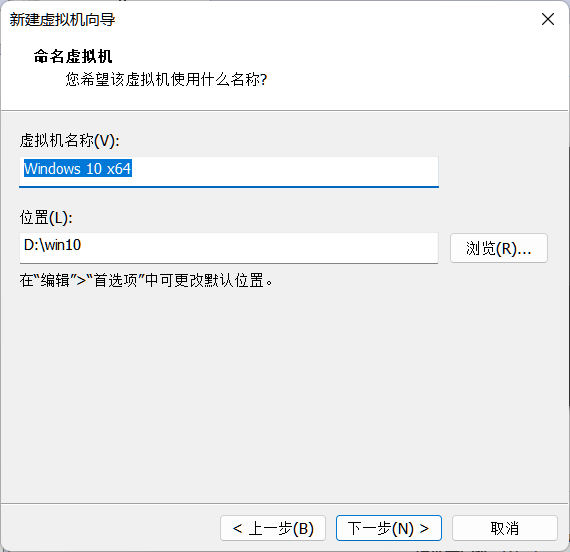 新建虚拟机向导
命名虚拟机
您希望该虚拟机使用什么名称?
虚拟机名称(V):
Windows 10 x64
位置(L):
D:\win10
浏览(R)...
在“编辑”>“首选项”中可更改默认位置。
< 上一步(B)
下一步(N) >
取消